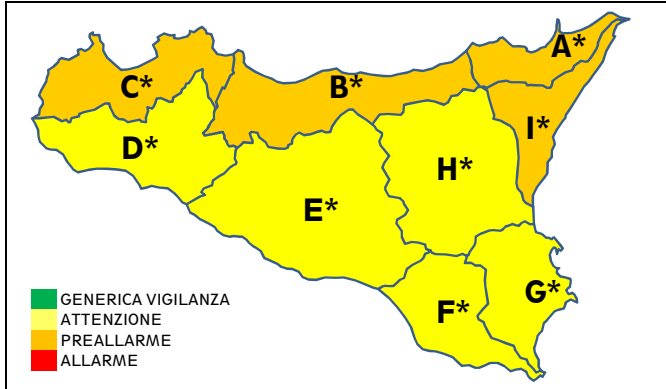 A*
C*
B*
I*
D*
H*
E*
G*
F*
GENERICA VIGILANZA
ATTENZIONE
PREALLARME
ALLARME